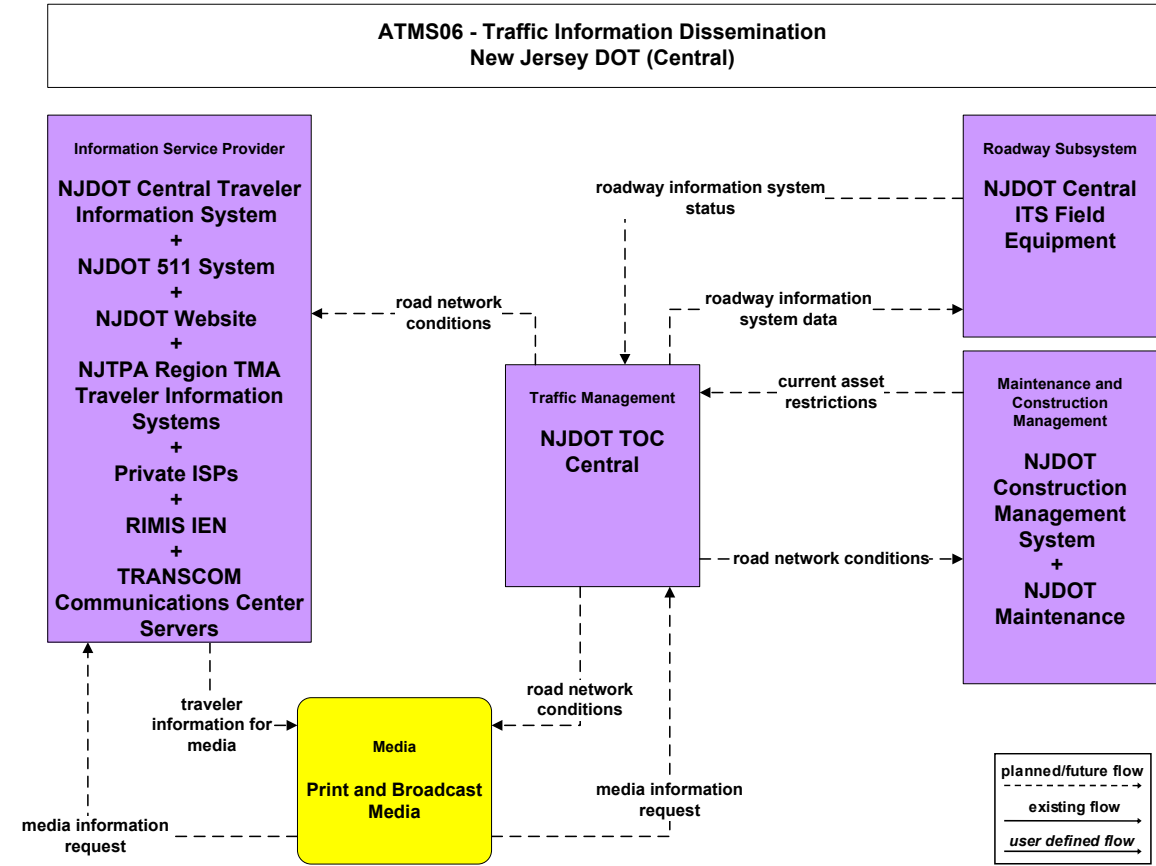 ATMS06 - Traffic Information Dissemination
New Jersey DOT (Central)
Information Service Provider
NJDOT Central Traveler
Information System
+
NJDOT 511 System
+
NJDOT Website
+
NJTPA Region TMA
Traveler Information
Systems
+
Private ISPs
+
RIMIS IEN
+
TRANSCOM
Communications Center
Servers
road network
conditions
roadway information system
status
roadway information
system data
Traffic Management
NJDOT TOC
Central
current asset
restrictions
road network conditions
Roadway Subsystem
NJDOT Central
ITS Field
Equipment
Maintenance and
Construction
Management
NJDOT
Construction
Management
System
+
NJDOT
Maintenance
traveler
information for
media
road network
conditions
Media
Print and Broadcast
Media
media information
request
media information
request
planned/future flow
existing flow
user defined flow